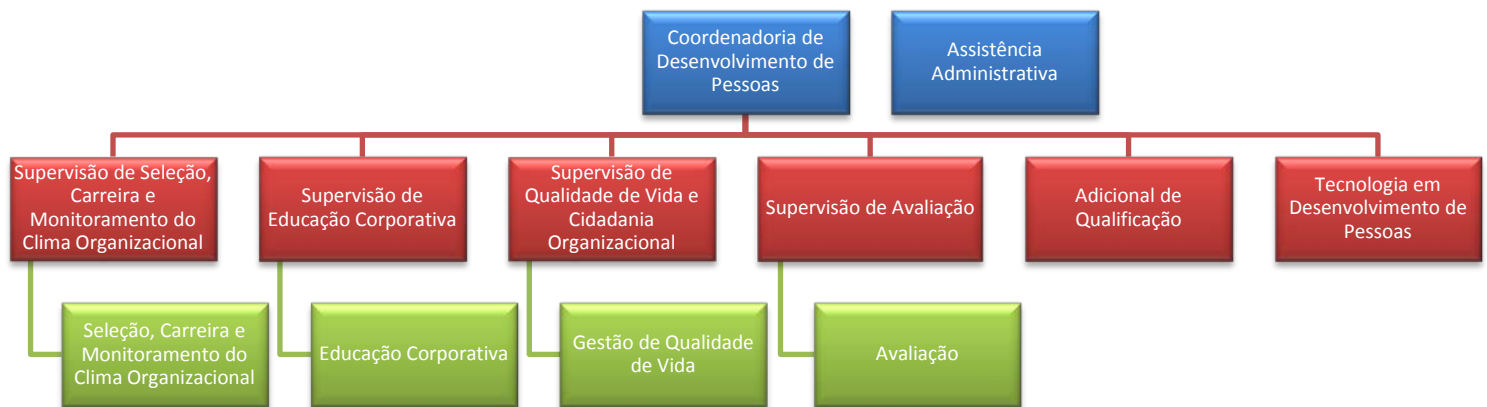 Coordenadoria de
Desenvolvimento de
Pessoas
Assistência
Administrativa
Supervisão de Seleção,
Carreira e
Monitoramento do
Clima Organizacional
Supervisão de
Educação Corporativa
Supervisão de
Qualidade de Vida e
Cidadania
Organizacional
Supervisão de Avaliação
Adicional de
Qualificação
Tecnologia em
Desenvolvimento de
Pessoas
Seleção, Carreira e
Monitoramento do
Clima Organizacional
Educação Corporativa
Gestão de Qualidade
de Vida
Avaliação